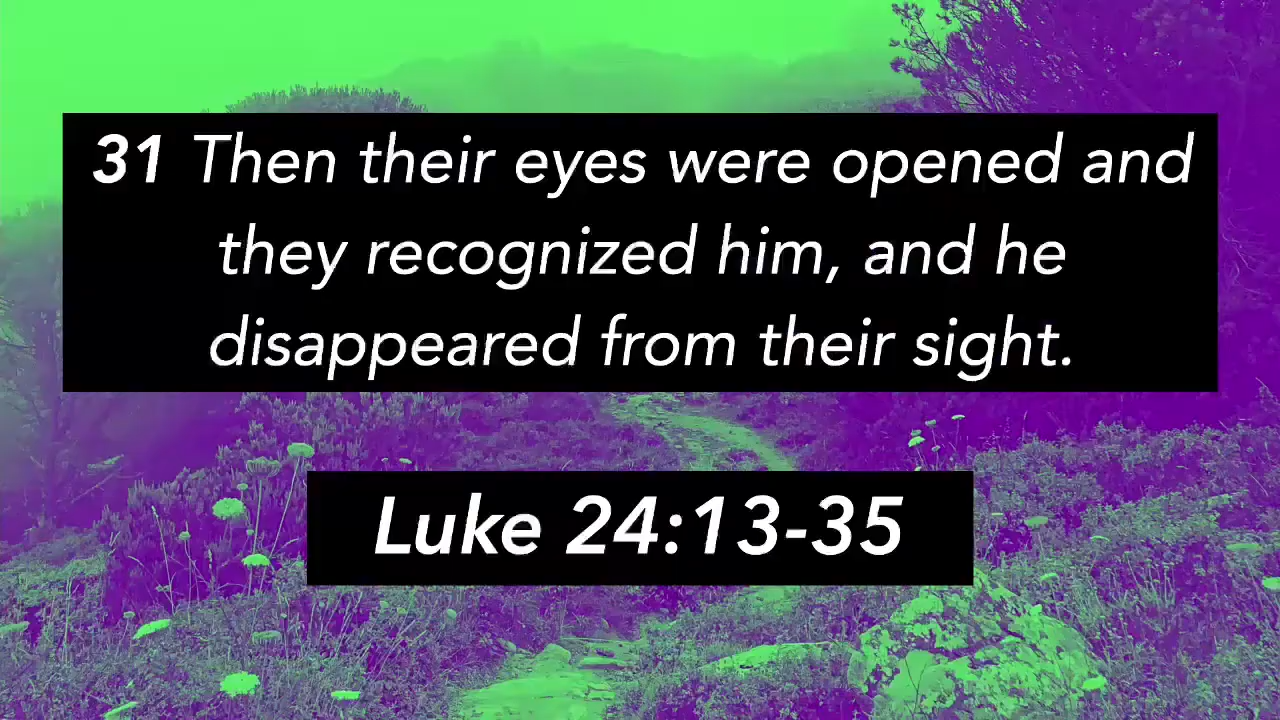 31 Then their eyes were opened and
they recognized him, and he
disappeared from their sight.
Luke 24:13-35